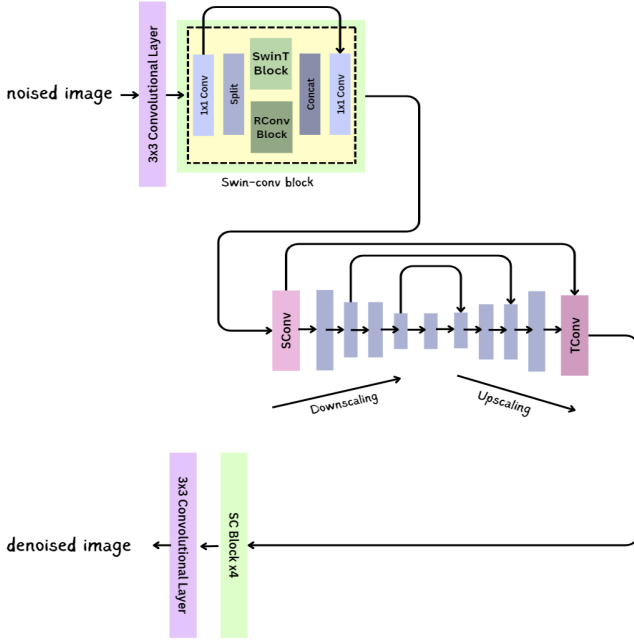 noised image
3x3 Convolutional Layer
1x1 Conv
Split
SwinT
Block
RConv
Block
Concat
1x1 Conv
Swin-conv block
SConv
TConv
Downscaling
Upscaling
denoised image
3x3 Convolutional
Layer
SC Block x4